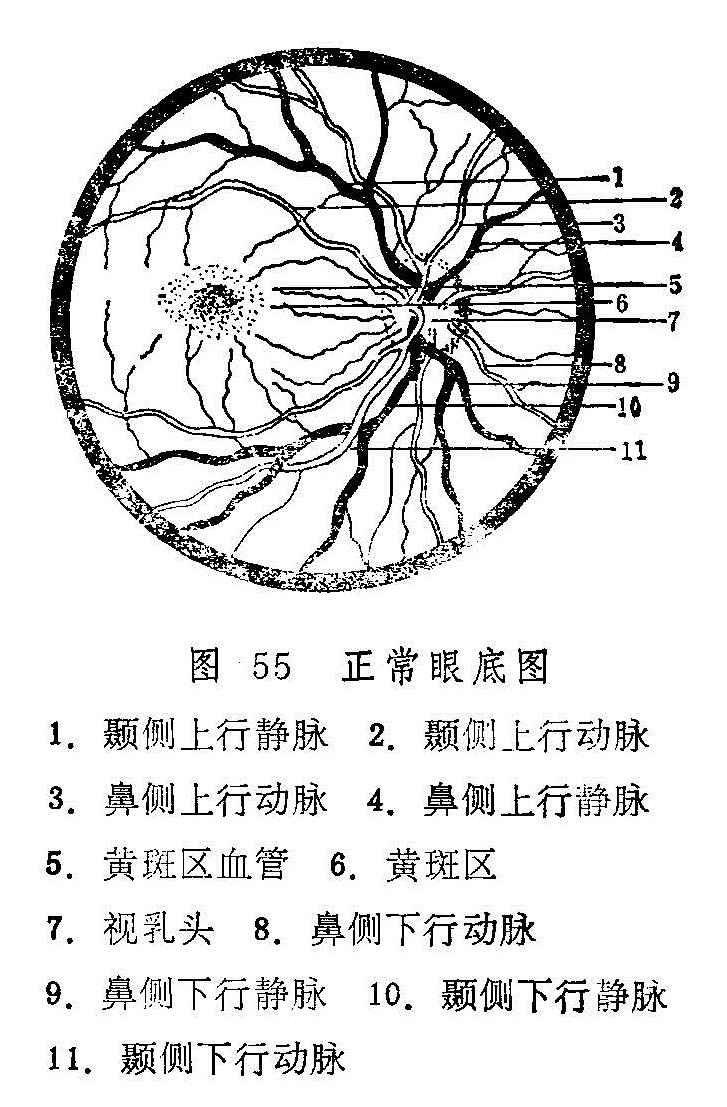 1
2
3
4
5
6
7
8
9
10
11
图 55 正常眼底图
1. 颞侧上行静脉 2. 颞侧上行动脉
3. 鼻侧上行动脉 4. 鼻侧上行静脉
5. 黄斑区血管 6. 黄斑区
7. 视乳头 8. 鼻侧下行动脉
9. 鼻侧下行静脉 10. 颞侧下行静脉
11. 颞侧下行动脉